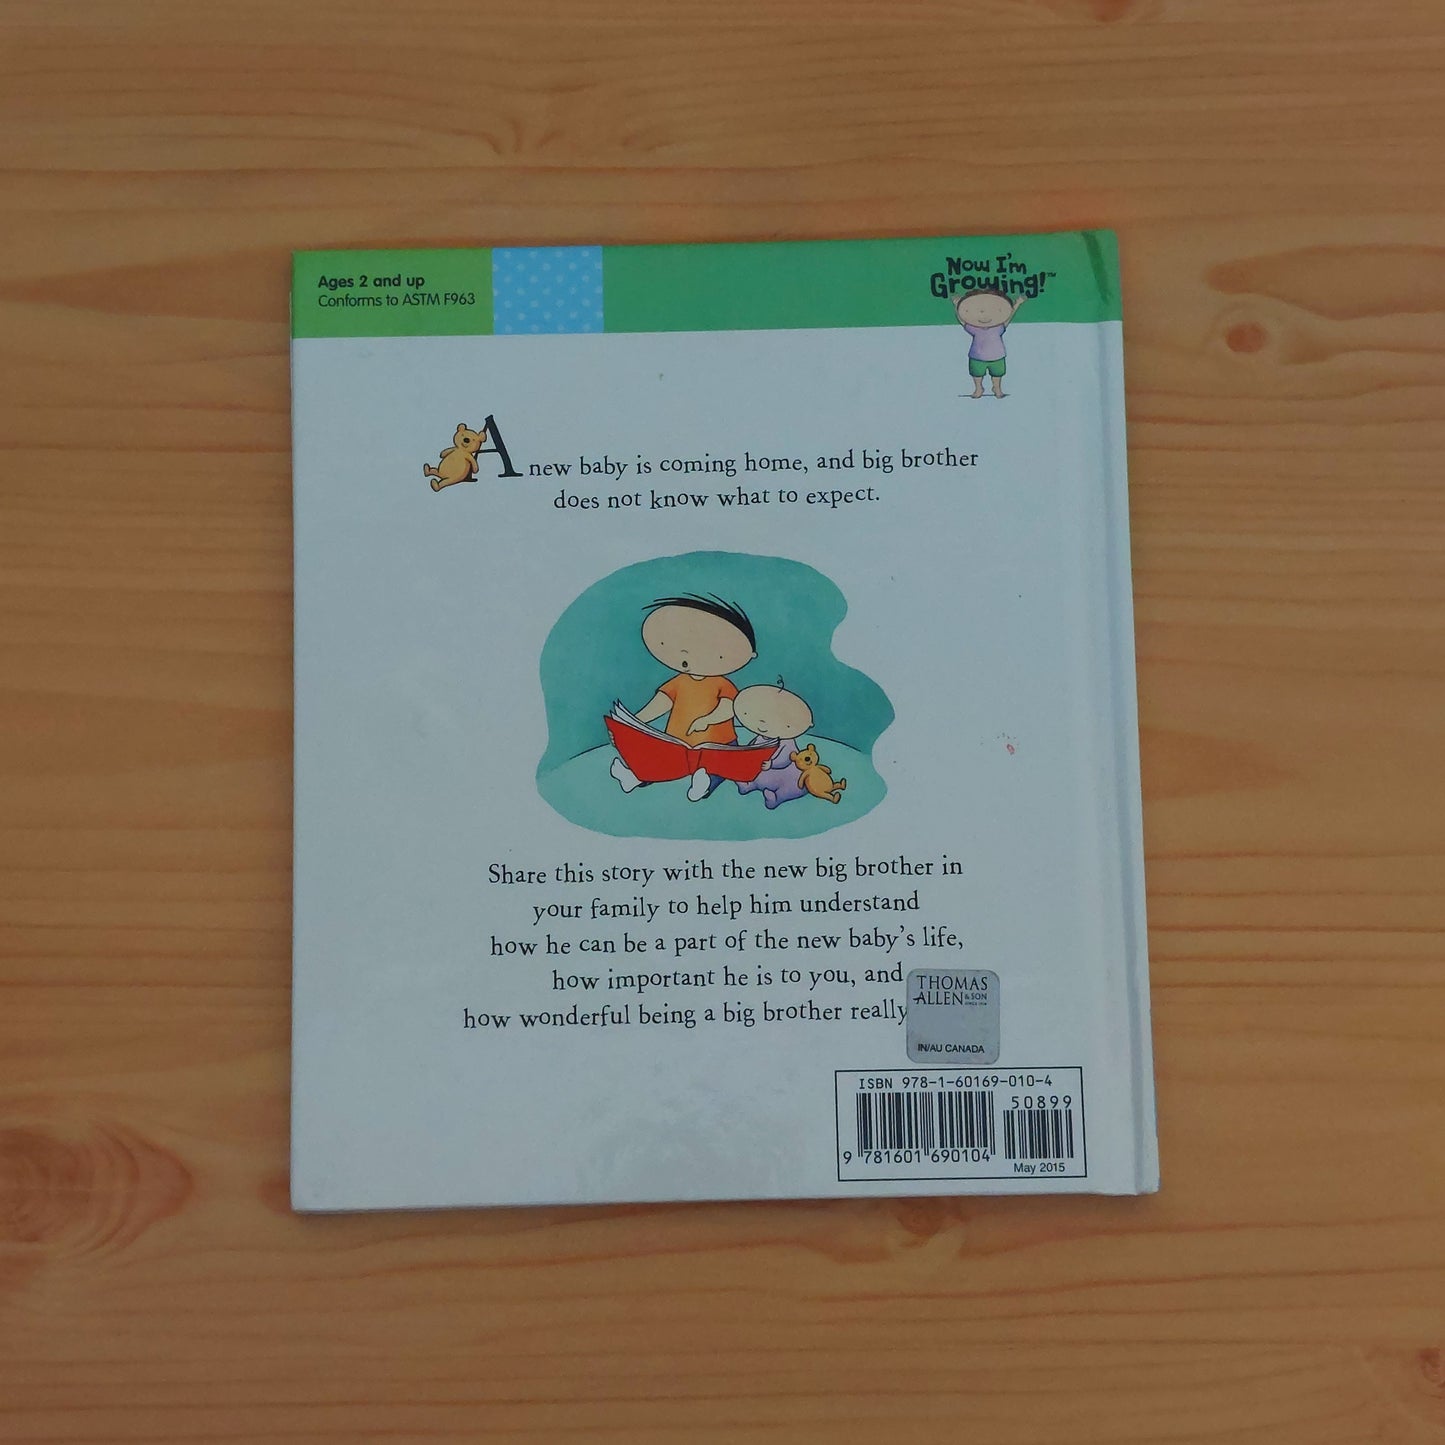 Ages 2 and up
Conforms to ASTM F963
Now I'm
Growing!™
A new baby is coming home, and big brother
does not know what to expect.
Share this story with the new big brother in
your family to help him understand
how he can be a part of the new baby's life,
how important he is to you, and
how wonderful being a big brother really
THOMAS
ALLEN & SON
IN/AU CANADA
ISBN 978-1-60169-010-4
50899
9 781601 690104
May 2015